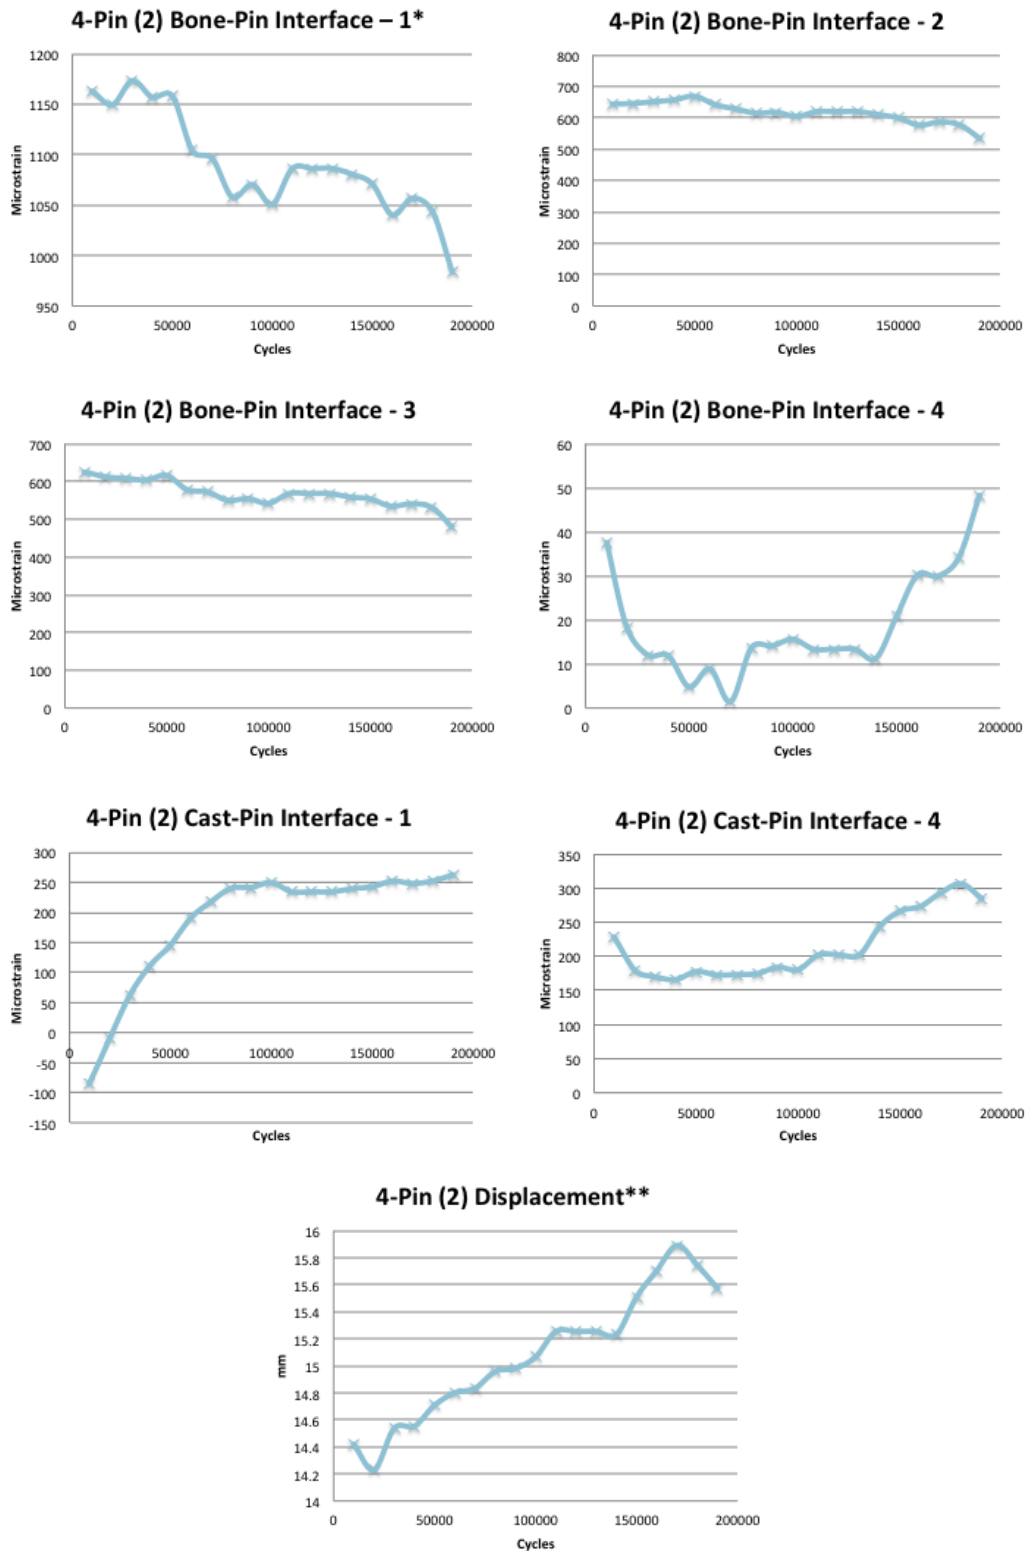 4-Pin (2) Bone-Pin Interface – 1*
1200
1150
1100
1050
1000
950
Microstrain
0 50000 100000 150000 200000
Cycles
4-Pin (2) Bone-Pin Interface - 2
800
700
600
500
400
300
200
100
0
Microstrain
0 50000 100000 150000 200000
Cycles
4-Pin (2) Bone-Pin Interface - 3
700
600
500
400
300
200
100
0
Microstrain
0 50000 100000 150000 200000
Cycles
4-Pin (2) Bone-Pin Interface - 4
60
50
40
30
20
10
0
Microstrain
0 50000 100000 150000 200000
Cycles
4-Pin (2) Cast-Pin Interface - 1
300
250
200
150
100
50
0
-50
-100
-150
Microstrain
0 50000 100000 150000 200000
Cycles
4-Pin (2) Cast-Pin Interface - 4
350
300
250
200
150
100
50
0
Microstrain
0 50000 100000 150000 200000
Cycles
4-Pin (2) Displacement**
16
15.8
15.6
15.4
15.2
15
14.8
14.6
14.4
14.2
14
mm
0 50000 100000 150000 200000
Cycles